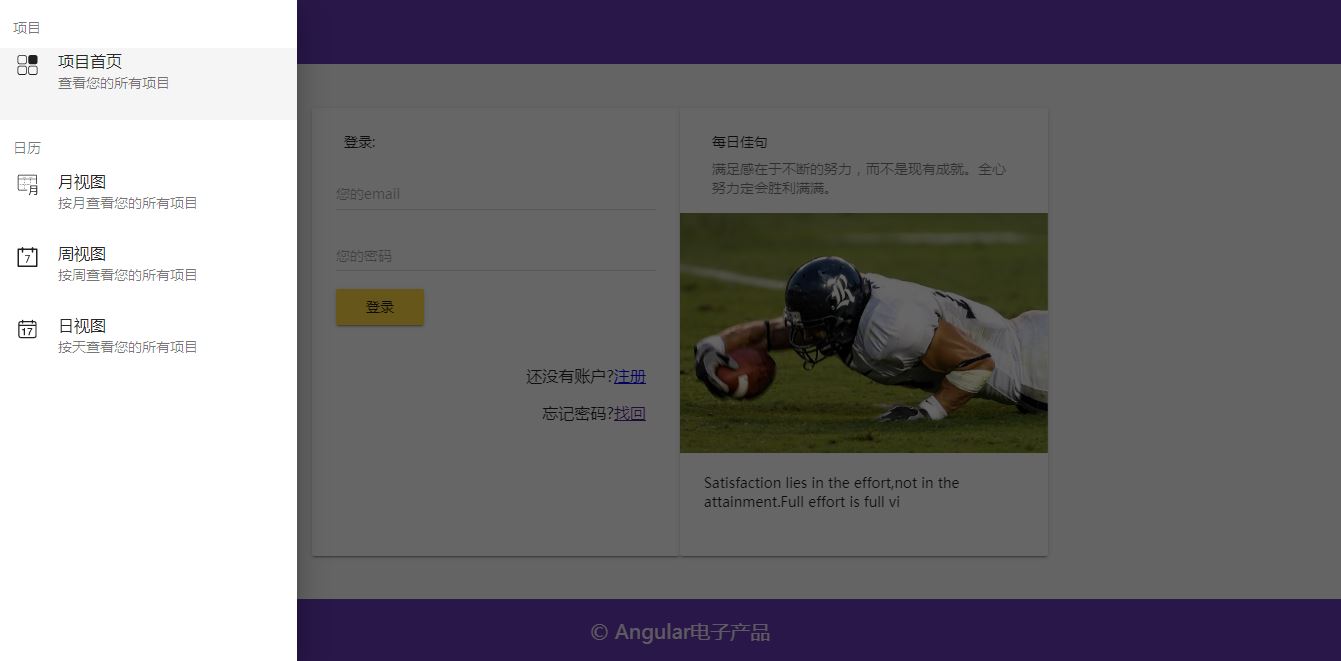 项目
项目首页
查看您的所有项目
日历
月
月视图
按月查看您的所有项目
7
周视图
按周查看您的所有项目
17
日视图
按天查看您的所有项目
登录:
您的email
您的密码
登录
还没有账户?注册
忘记密码?找回
每日佳句
满足感在于不断的努力，而不是现有成就。全心
努力定会胜利满满。
R
Satisfaction lies in the effort,not in the
attainment.Full effort is full vi
© Angular电子产品